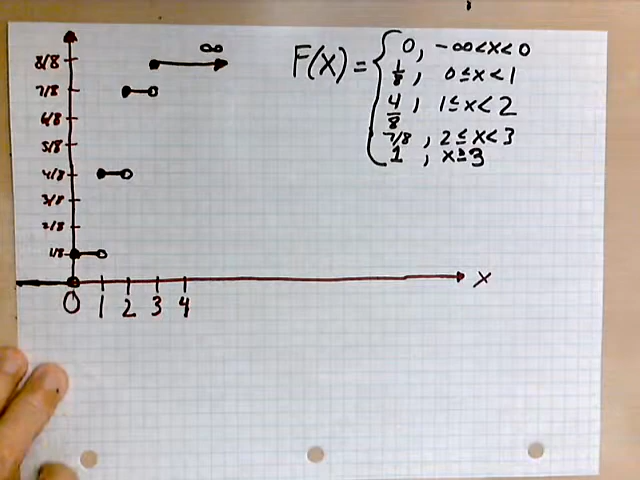 ∞
8/8
7/8
6/8
5/8
4/8
3/8
2/8
1/8
0 1 2 3 4
x
F(x) = { 0, -∞<x<0
1/8, 0≤x<1
4/8, 1≤x<2
7/8, 2≤x<3
1, x≥3